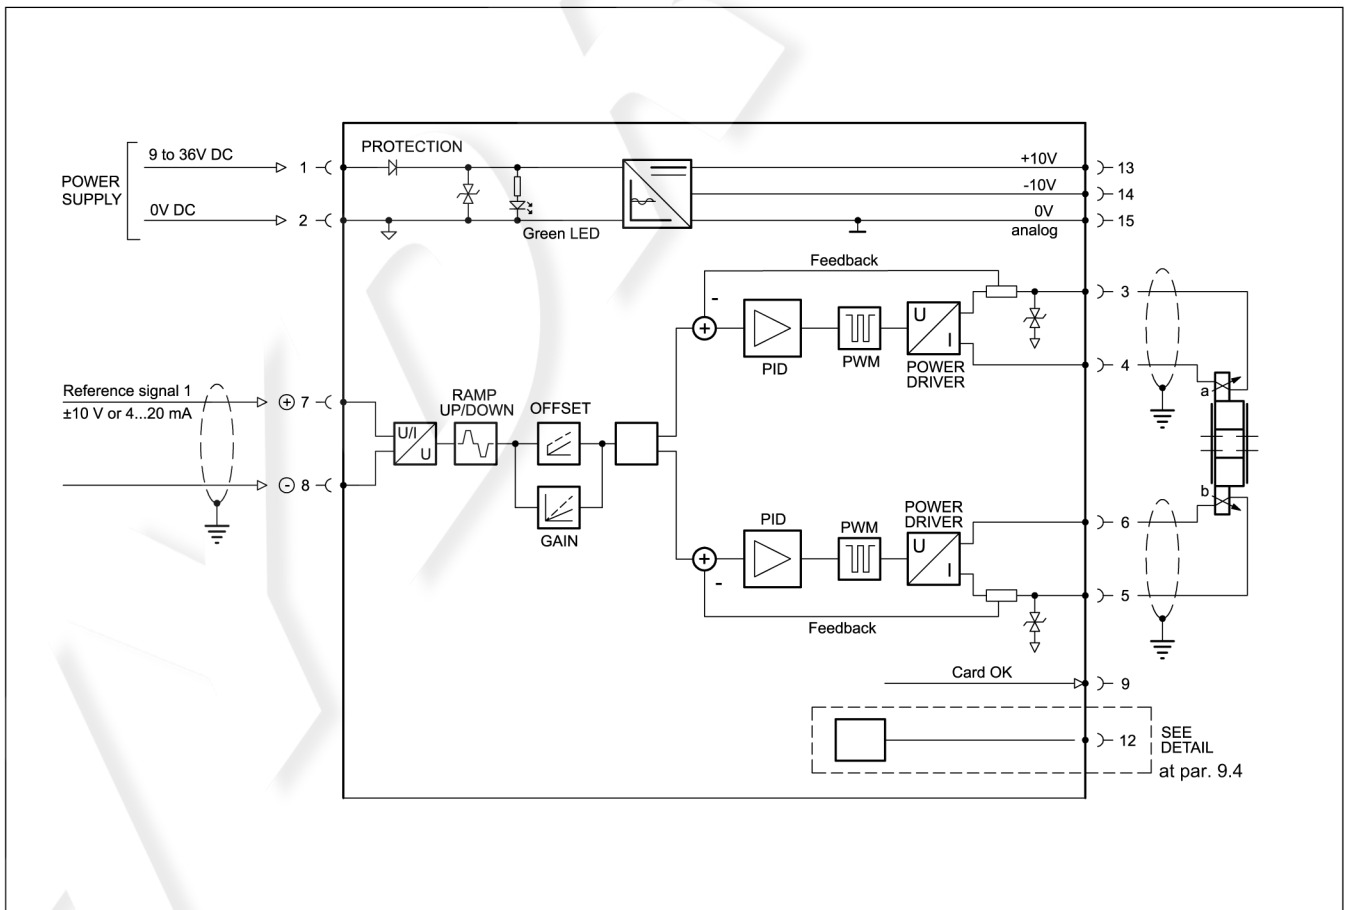 PROTECTION
9 to 36V DC
1
+10V
13
POWER
SUPPLY
-10V
14
0V DC
2
Green LED
0V
analog
15
Feedback
-
3
+
PID
PWM
U
I
POWER
DRIVER
4
Reference signal 1
±10 V or 4...20 mA
+ 7
- 8
U/I
U
RAMP
UP/DOWN
OFFSET
GAIN
a
b
PID
PWM
POWER
DRIVER
U
I
6
+
-
5
Feedback
Card OK
9
12
SEE
DETAIL
at par. 9.4